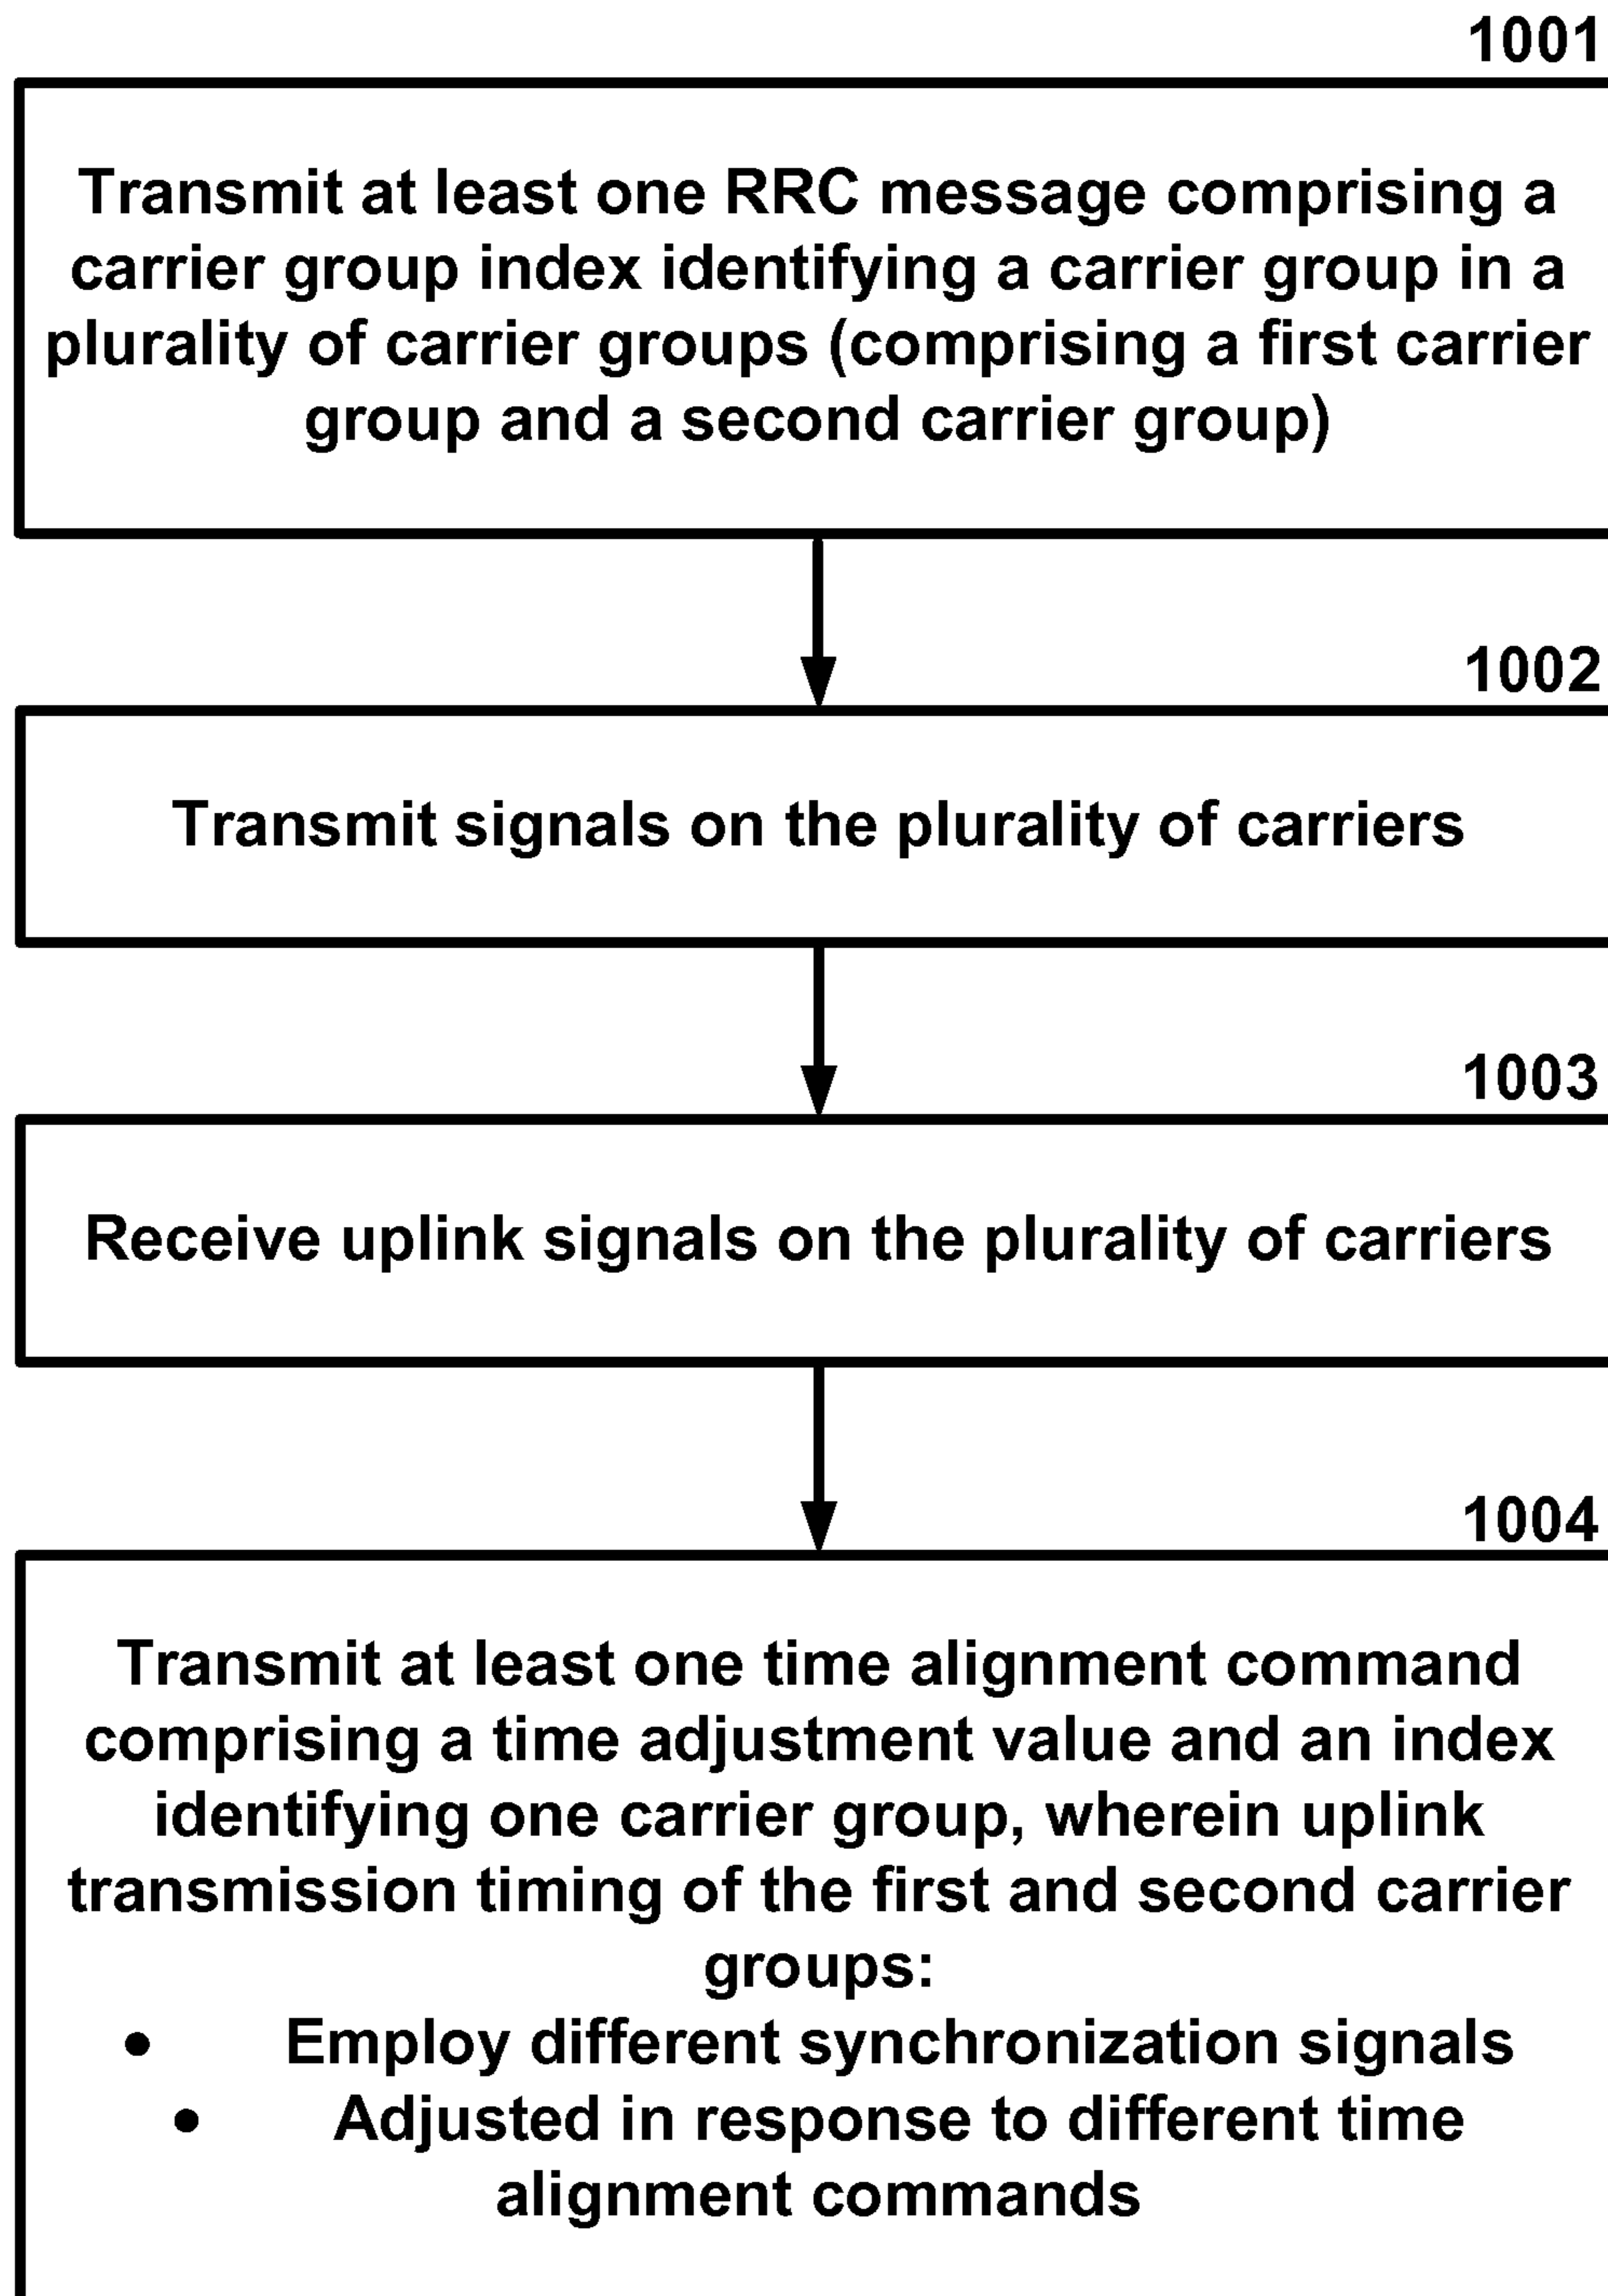 1001
Transmit at least one RRC message comprising a
carrier group index identifying a carrier group in a
plurality of carrier groups (comprising a first carrier
group and a second carrier group)
1002
Transmit signals on the plurality of carriers
1003
Receive uplink signals on the plurality of carriers
1004
Transmit at least one time alignment command
comprising a time adjustment value and an index
identifying one carrier group, wherein uplink
transmission timing of the first and second carrier
groups:
• Employ different synchronization signals
• Adjusted in response to different time
alignment commands